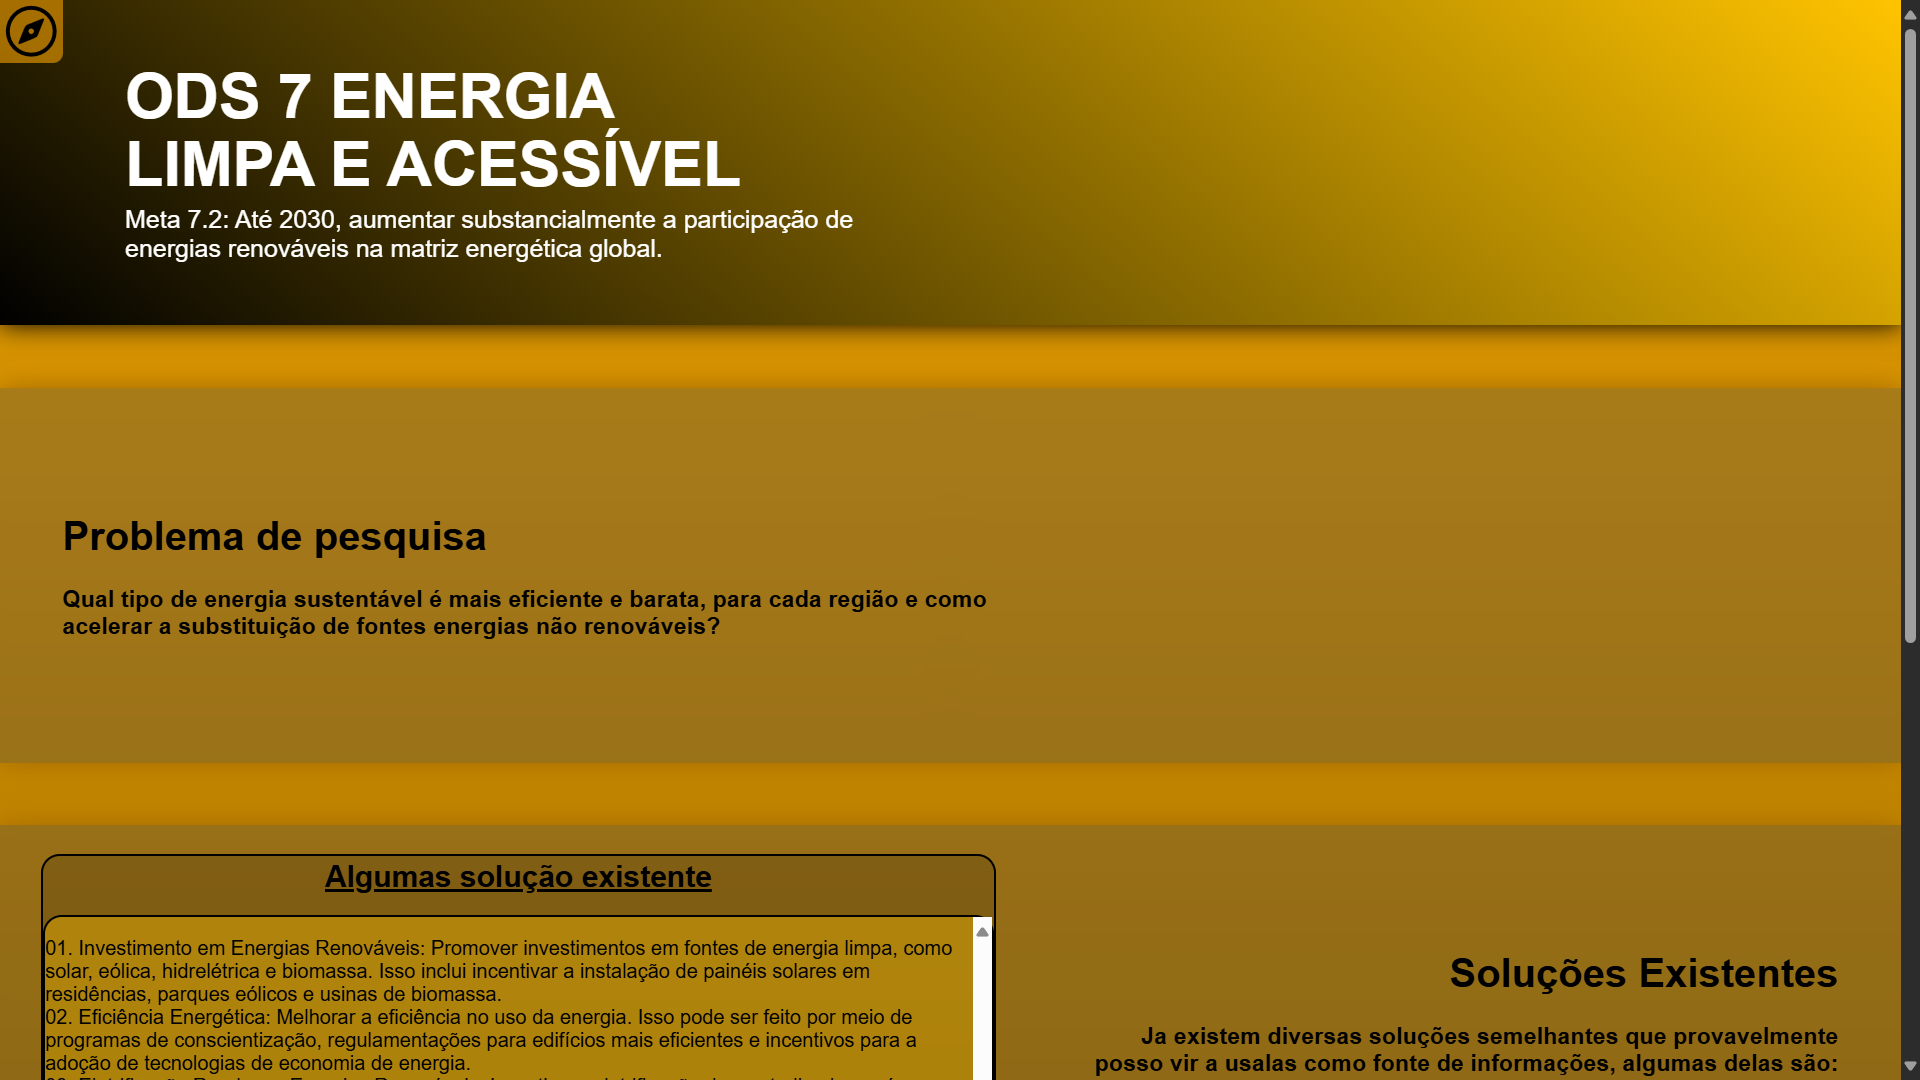 ODS 7 ENERGIA
LIMPA E ACESSÍVEL
Meta 7.2: Até 2030, aumentar substancialmente a participação de
energias renováveis na matriz energética global.
Problema de pesquisa
Qual tipo de energia sustentável é mais eficiente e barata, para cada região e como
acelerar a substituição de fontes energias não renováveis?
Algumas solução existente
01. Investimento em Energias Renováveis: Promover investimentos em fontes de energia limpa, como
solar, eólica, hidrelétrica e biomassa. Isso inclui incentivar a instalação de painéis solares em
residências, parques eólicos e usinas de biomassa.
02. Eficiência Energética: Melhorar a eficiência no uso da energia. Isso pode ser feito por meio de
programas de conscientização, regulamentações para edifícios mais eficientes e incentivos para a
adoção de tecnologias de economia de energia.
Soluções Existentes
Ja existem diversas soluções semelhantes que provavelmente
posso vir a usalas como fonte de informações, algumas delas são: